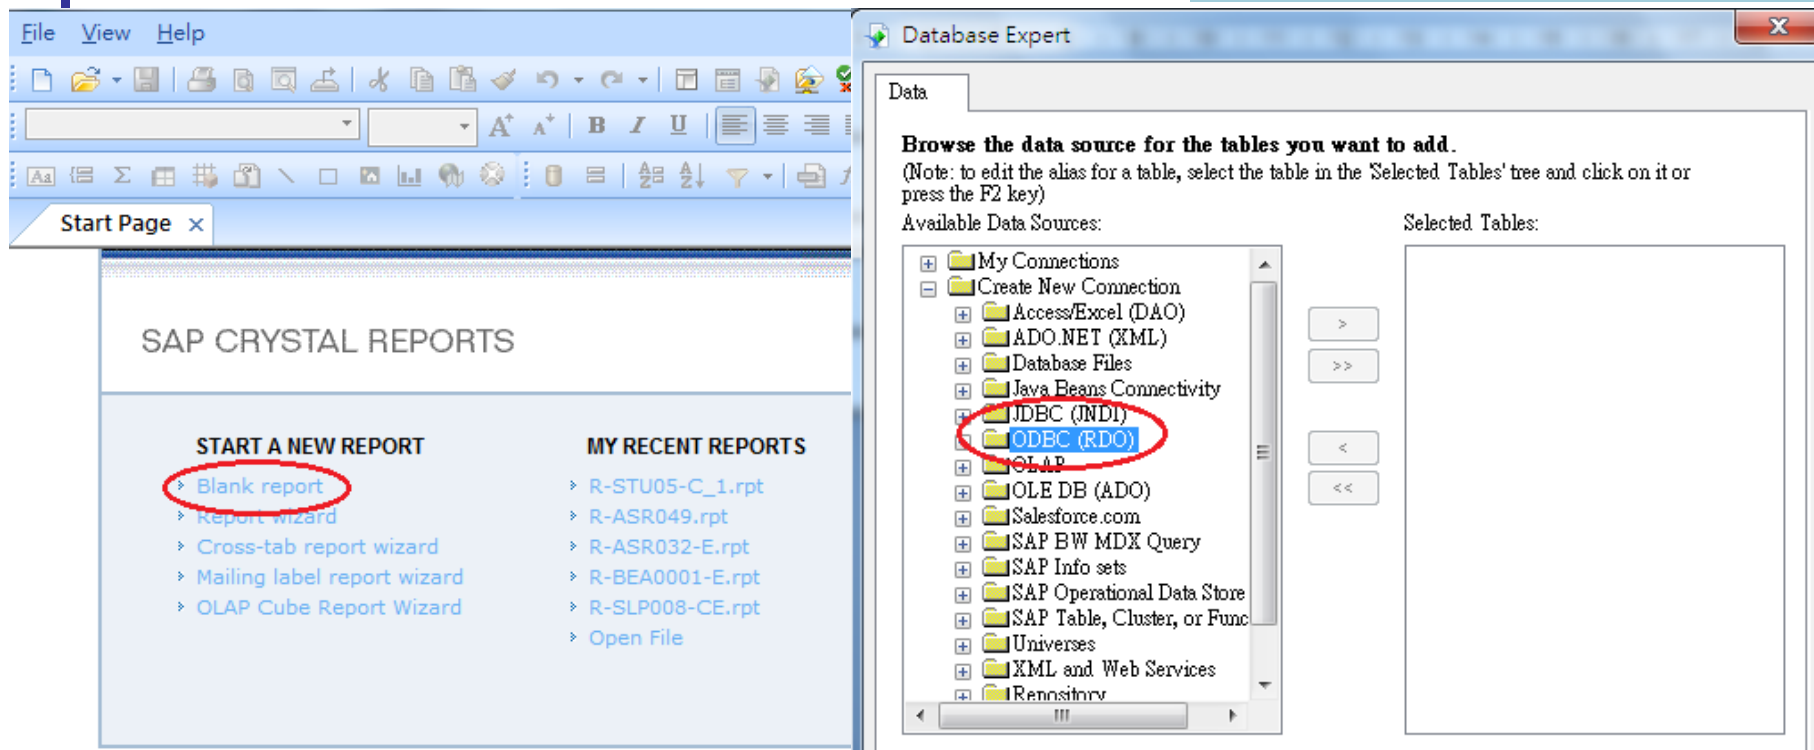 File View Help
Start Page
SAP CRYSTAL REPORTS
START A NEW REPORT
Blank report
Report wizard
Cross-tab report wizard
Mailing label report wizard
OLAP Cube Report Wizard
MY RECENT REPORTS
R-STU05-C_1.rpt
R-ASR049.rpt
R-ASR032-E.rpt
R-BEA0001-E.rpt
R-SLP008-CE.rpt
Open File
Database Expert
Data
Browse the data source for the tables you want to add.
(Note: to edit the alias for a table, select the table in the 'Selected Tables' tree and click on it or
press the F2 key)
Available Data Sources:
My Connections
Create New Connection
Access/Excel (DAO)
ADO.NET (XML)
Database Files
Java Beans Connectivity
JDBC (JNDI)
ODBC (RDO)
OLAP
OLE DB (ADO)
Salesforce.com
SAP BW MDX Query
SAP Info sets
SAP Operational Data Store
SAP Table, Cluster, or Func
Universes
XML and Web Services
Repository
>
>>
<
<<
Selected Tables: